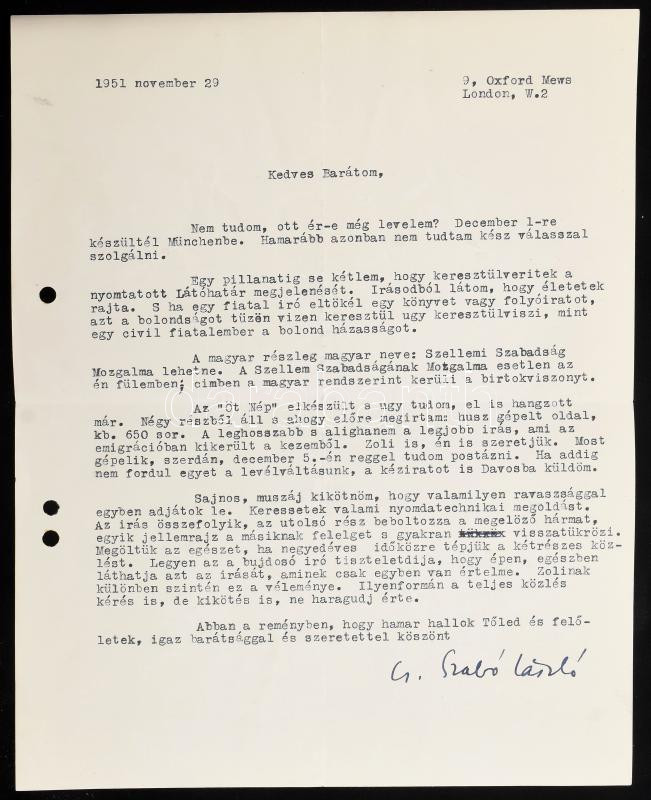 1951 november 29
9, Oxford Mews
London, W.2
Kedves Barátom,
Nem tudom, ott ér-e még levelem? December 1-re
készültél Münchenbe. Hamarább azonban nem tudtam kész válasszal
szolgálni.
Egy pillanatig se kétlem, hogy keresztülveritek a
nyomtatott Látóhatár megjelenését. Irásodból látom, hogy életetek
rajta. S ha egy fiatal iró eltökél egy könyvet vagy folyóiratot,
azt a bolondságot tüzön vizen keresztül ugy keresztülviszi, mint
egy civil fiatalember a bolond házasságot.
A magyar részleg magyar neve: Szellemi Szabadság
Mozgalma lehetne. A Szellem Szabadságának Mozgalma esetlen az
én fülemben; cimben a magyar rendszerint kerüli a birtokviszonyt.
Az "Öt Nép" elkészült s ugy tudom, el is hangzott
már. Négy részből áll s ahogy előre megirtam: husz gépelt oldal,
kb. 650 sor. A leghosszabb s alighanem a legjobb irás, ami az
emigrációban kikerült a kezemből. Zoli is, én is szeretjük. Most
gépelik, szerdán, december 5.-én reggel tudom postázni. Ha addig
nem fordul egyet a levélváltásunk, a kéziratot is Davosba küldöm.
Sajnos, muszáj kikötnöm, hogy valamilyen ravaszsággal
egyben adjátok le. Keressetek valami nyomdatechnikai megoldást.
Az irás összefolyik, az utolsó rész beboltozza a megelőző hármat,
egyik jellemrajz a másiknak felelget s gyakran visszatükrözi.
Megöltük az egészet, ha negyedéves időközre tépjük a kétrészes köz-
lést. Legyen az a bujdosó iró tiszteletdija, hogy épen, egészben
láthatja azt az irását, aminek csak egyben van értelme. Zolinak
különben szintén ez a véleménye. Ilyenformán a teljes közlés
kérés is, de kikötés is, ne haragudj érte.
Abban a reményben, hogy hamar hallok Tőled és felő-
letek, igaz barátsággal és szeretettel köszönt
Cs. Szabó László